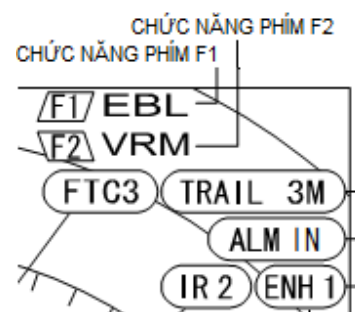 CHỨC NĂNG PHÍM F2
CHỨC NĂNG PHÍM F1
F1 EBL
F2 VRM
FTC3 TRAIL 3M
ALM IN
IR 2 ENH 1